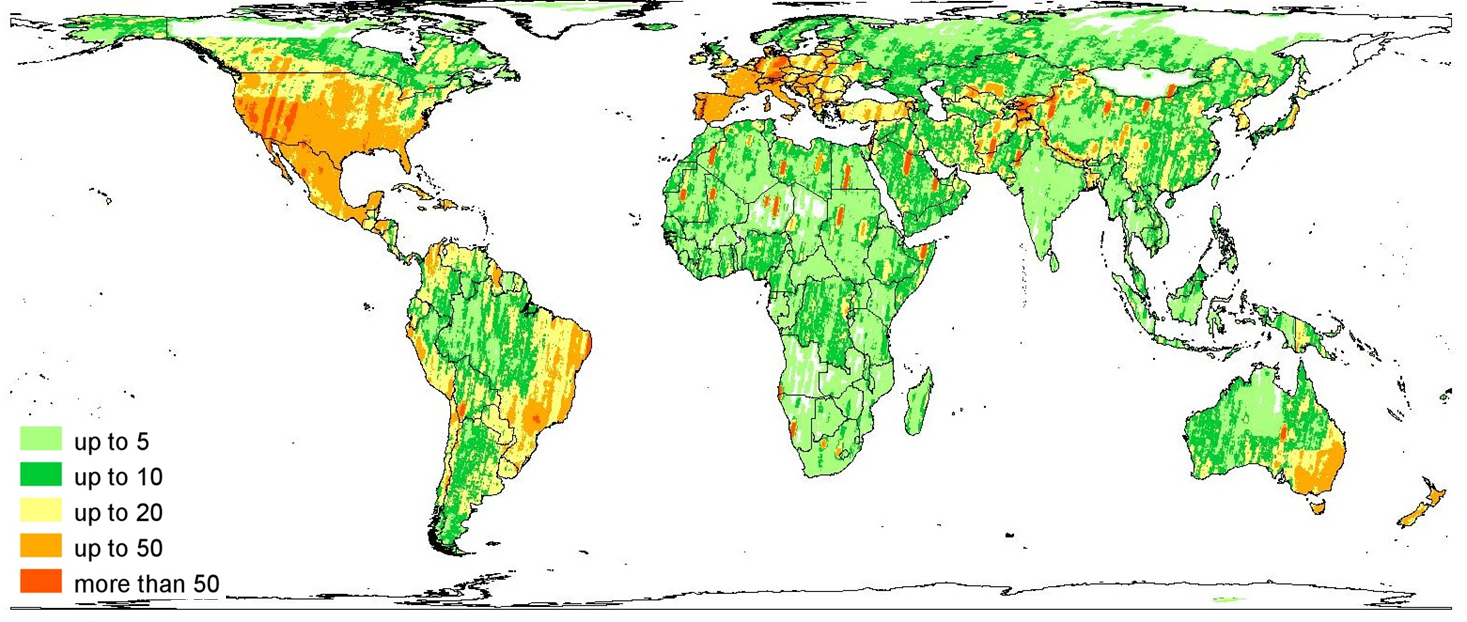 up to 5
up to 10
up to 20
up to 50
more than 50